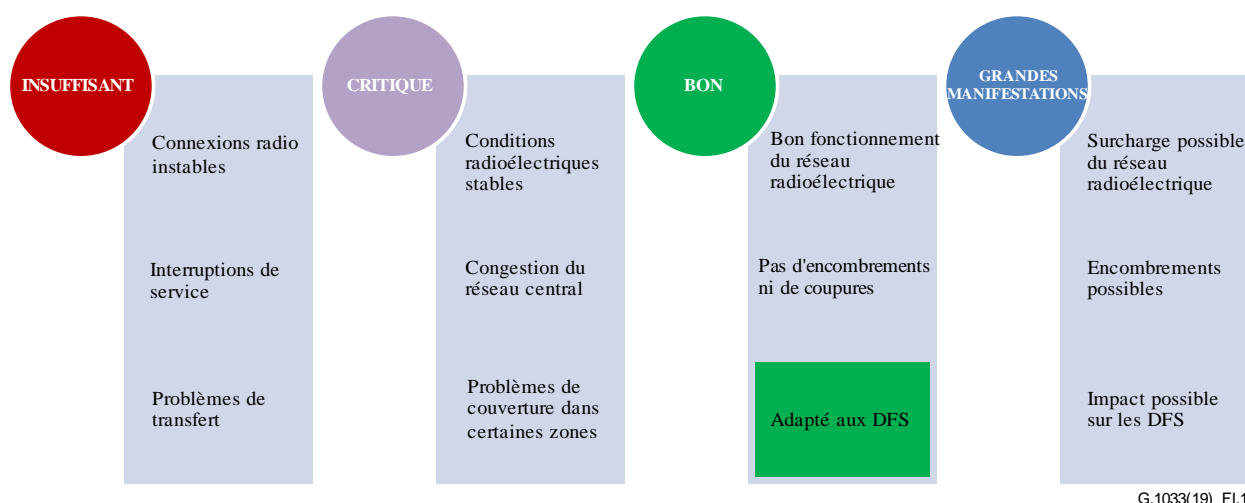 INSUFFISANT
Connexions radio
instables
Interruptions de
service
Problèmes de
transfert
CRITIQUE
Conditions
radioélectriques
stables
Congestion du
réseau central
Problèmes de
couverture dans
certaines zones
BON
Bon fonctionnement
du réseau
radioélectrique
Pas d'encombrements
ni de coupures
Adapté aux DFS
GRANDES
MANIFESTATIONS
Surcharge possible
du réseau
radioélectrique
Encombrements
possibles
Impact possible
sur les DFS
G.1033(19)_FI.1